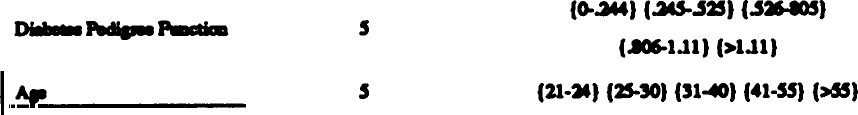 {0-.244} {.245-.525} {.526-805}
Diabetes Pedigree Function 5
{.806-1.11} {>1.11}
Age 5 {21-24} {25-30} {31-40} {41-55} {>55}